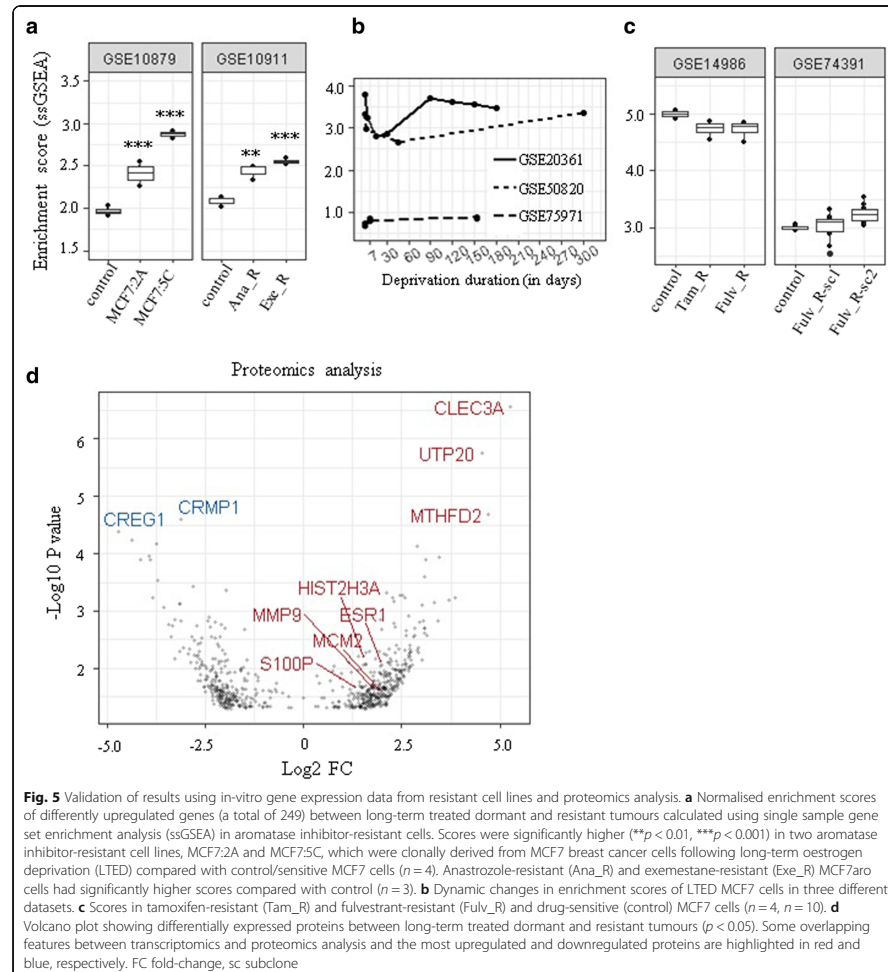 a
GSE10879
GSE10911
Enrichment score (ssGSEA)
3.5
3.0
2.5
2.0
1.5
***
***
**
***
control
MCF7:2A
MCF7:5C
control
Ana_R
Exe_R
b
4.0
3.0
2.0
1.0
GSE20361
GSE50820
GSE75971
7
30
60
90
120
150
180
210
240
270
300
Deprivation duration (in days)
c
GSE14986
GSE74391
5.0
4.0
3.0
control
Tam_R
Fulv_R
control
Fulv_R-sc1
Fulv_R-sc2
d
Proteomics analysis
-Log10 P value
6
5
4
3
2
CLEC3A
UTP20
MTHFD2
CREG1
CRMP1
HIST2H3A
MMP9
ESR1
MCM2
S100P
-5.0
-2.5
0
2.5
5.0
Log2 FC
Fig. 5 Validation of results using in-vitro gene expression data from resistant cell lines and proteomics analysis. a Normalised enrichment scores
of differently upregulated genes (a total of 249) between long-term treated dormant and resistant tumours calculated using single sample gene
set enrichment analysis (ssGSEA) in aromatase inhibitor-resistant cells. Scores were significantly higher (**p < 0.01, ***p < 0.001) in two aromatase
inhibitor-resistant cell lines, MCF7:2A and MCF7:5C, which were clonally derived from MCF7 breast cancer cells following long-term oestrogen
deprivation (LTED) compared with control/sensitive MCF7 cells (n = 4). Anastrozole-resistant (Ana_R) and exemestane-resistant (Exe_R) MCF7aro
cells had significantly higher scores compared with control (n = 3). b Dynamic changes in enrichment scores of LTED MCF7 cells in three different
datasets. c Scores in tamoxifen-resistant (Tam_R) and fulvestrant-resistant (Fulv_R) and drug-sensitive (control) MCF7 cells (n = 4, n = 10). d
Volcano plot showing differentially expressed proteins between long-term treated dormant and resistant tumours (p < 0.05). Some overlapping
features between transcriptomics and proteomics analysis and the most upregulated and downregulated proteins are highlighted in red and
blue, respectively. FC fold-change, sc subclone